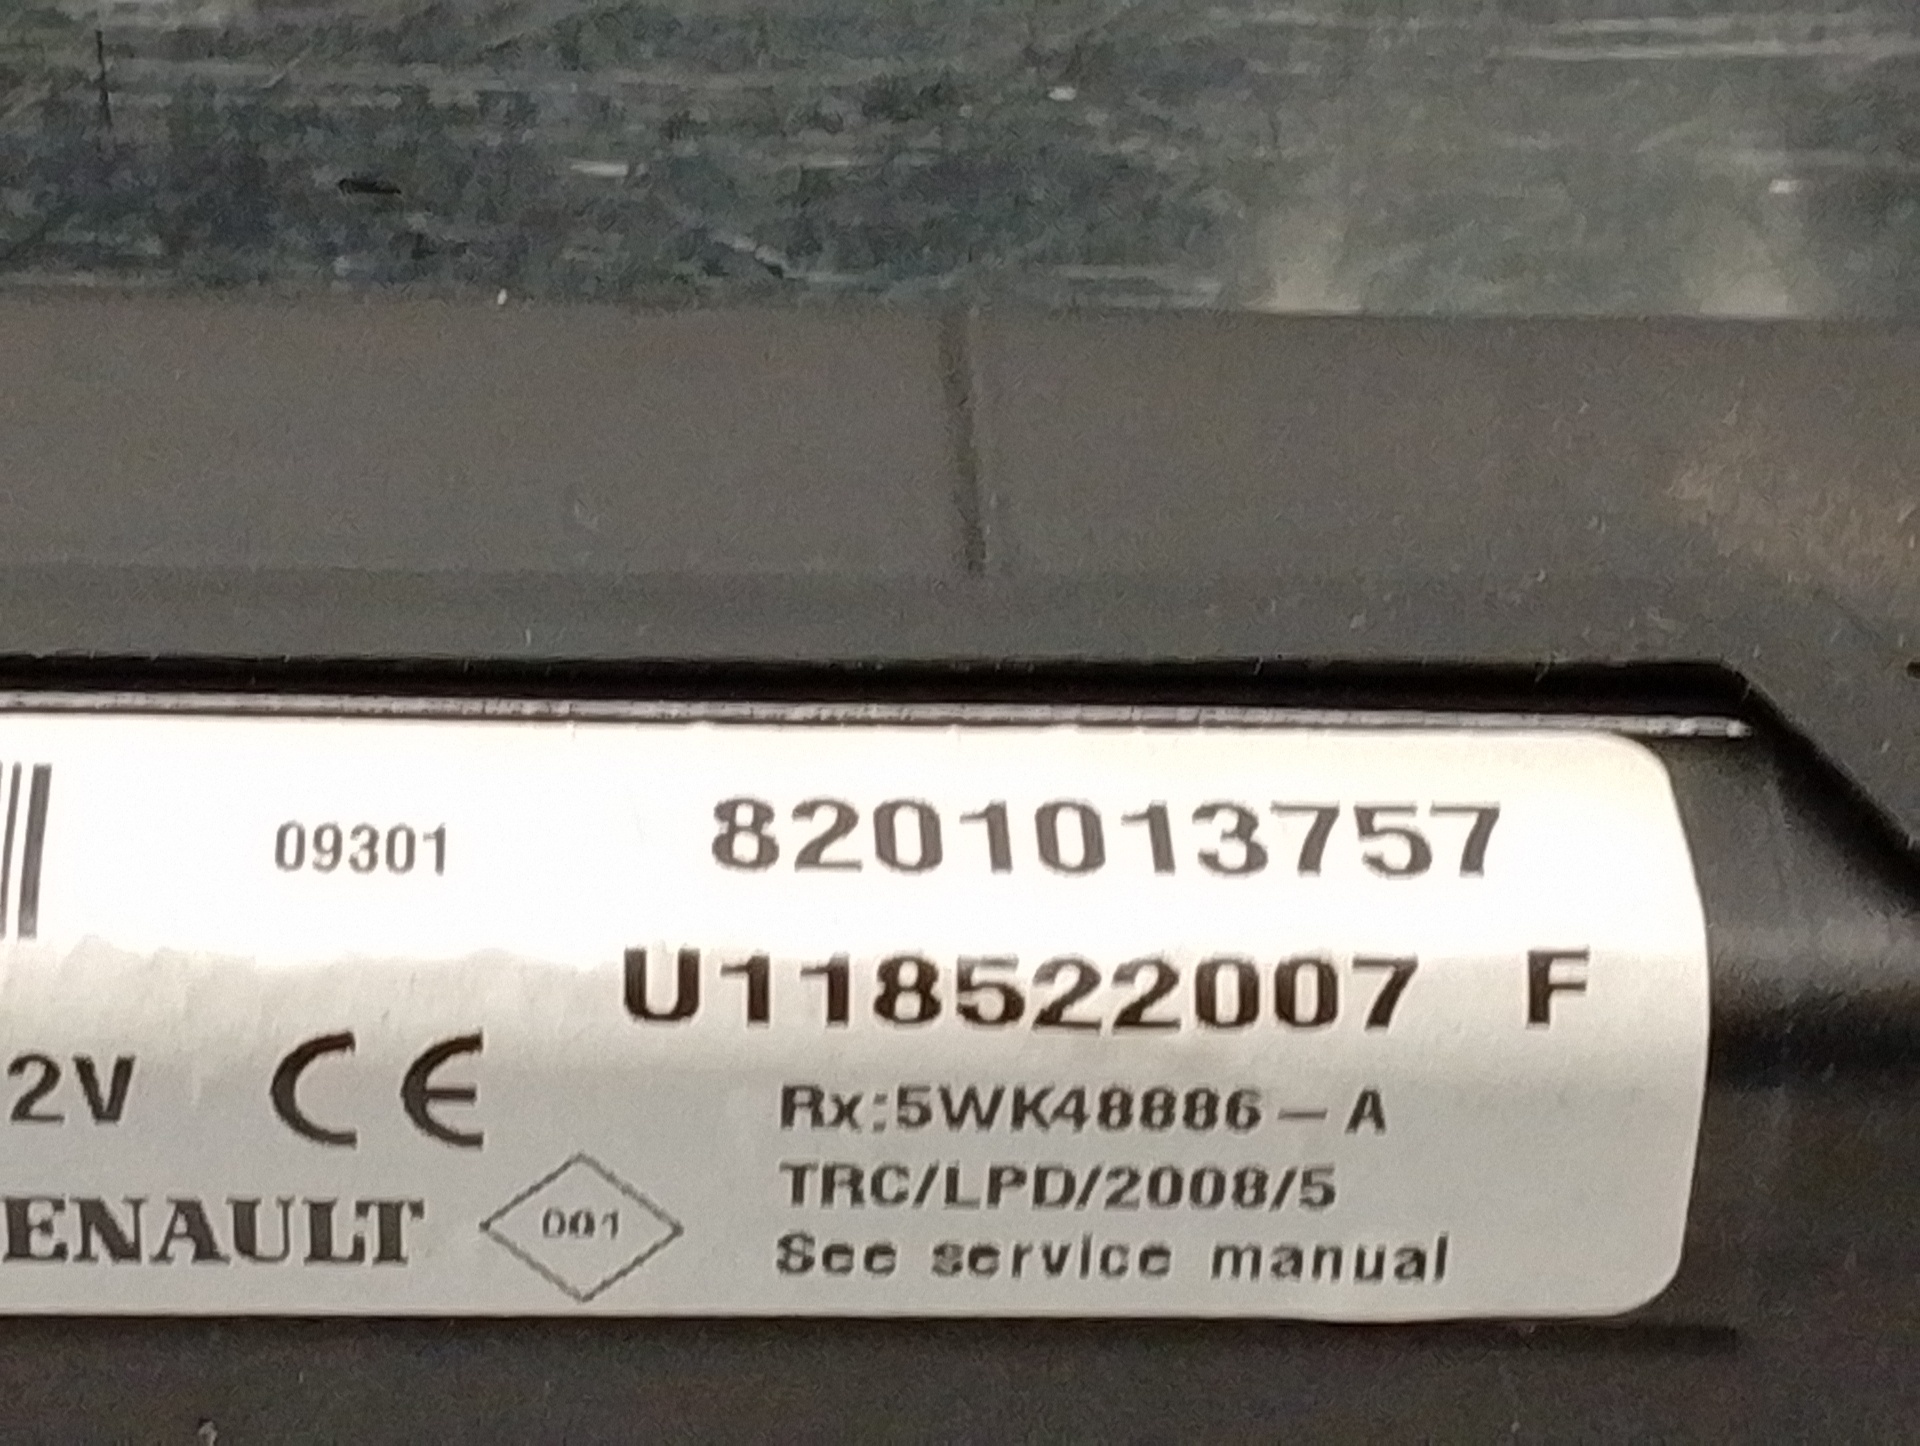 09301 8201013757
U118522007 F
2V CE Rx:5WK48886-A
TRC/LPD/2008/5
ENAULT 001 See service manual